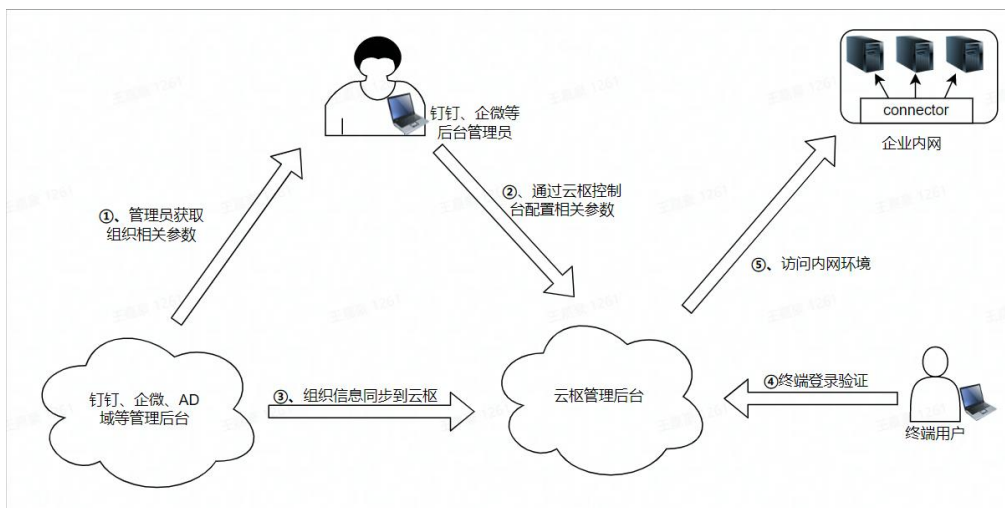 钉钉、企微等
后台管理员
connector
企业内网
①、管理员获取
组织相关参数
②、通过云枢控制
台配置相关参数
⑤、访问内网环境
钉钉、企微、AD
域等管理后台
③、组织信息同步到云枢
云枢管理后台
④终端登录验证
终端用户